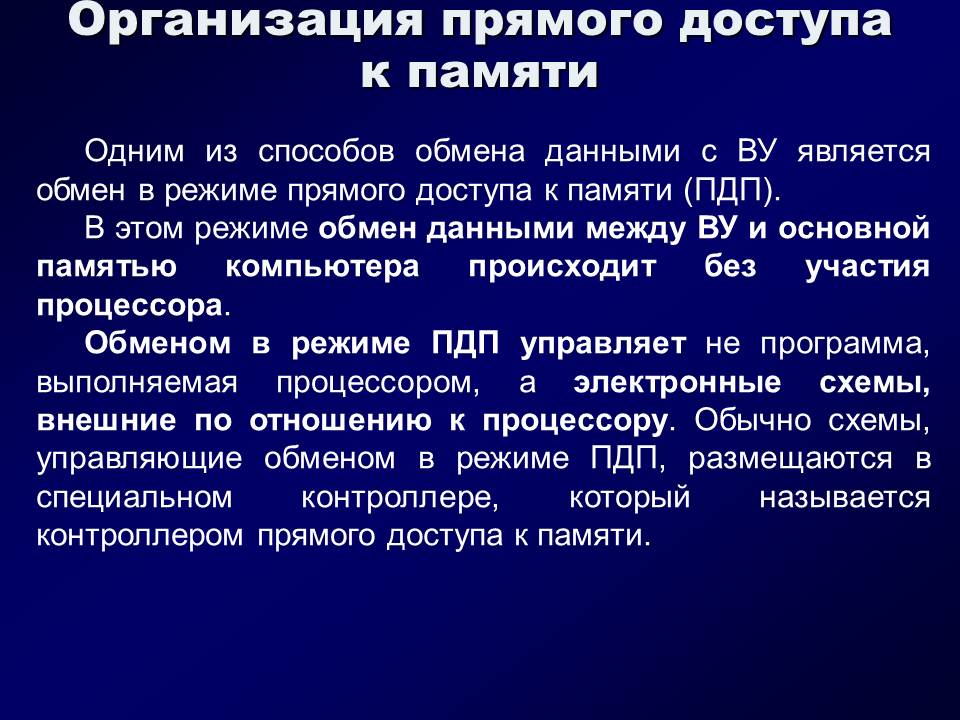 Организация прямого доступа
к памяти
Одним из способов обмена данными с ВУ является
обмен в режиме прямого доступа к памяти (ПДП).
В этом режиме обмен данными между ВУ и основной
памятью компьютера происходит без участия
процессора.
Обменом в режиме ПДП управляет не программа,
выполняемая процессором, а электронные схемы,
внешние по отношению к процессору. Обычно схемы,
управляющие обменом в режиме ПДП, размещаются в
специальном контроллере, который называется
контроллером прямого доступа к памяти.